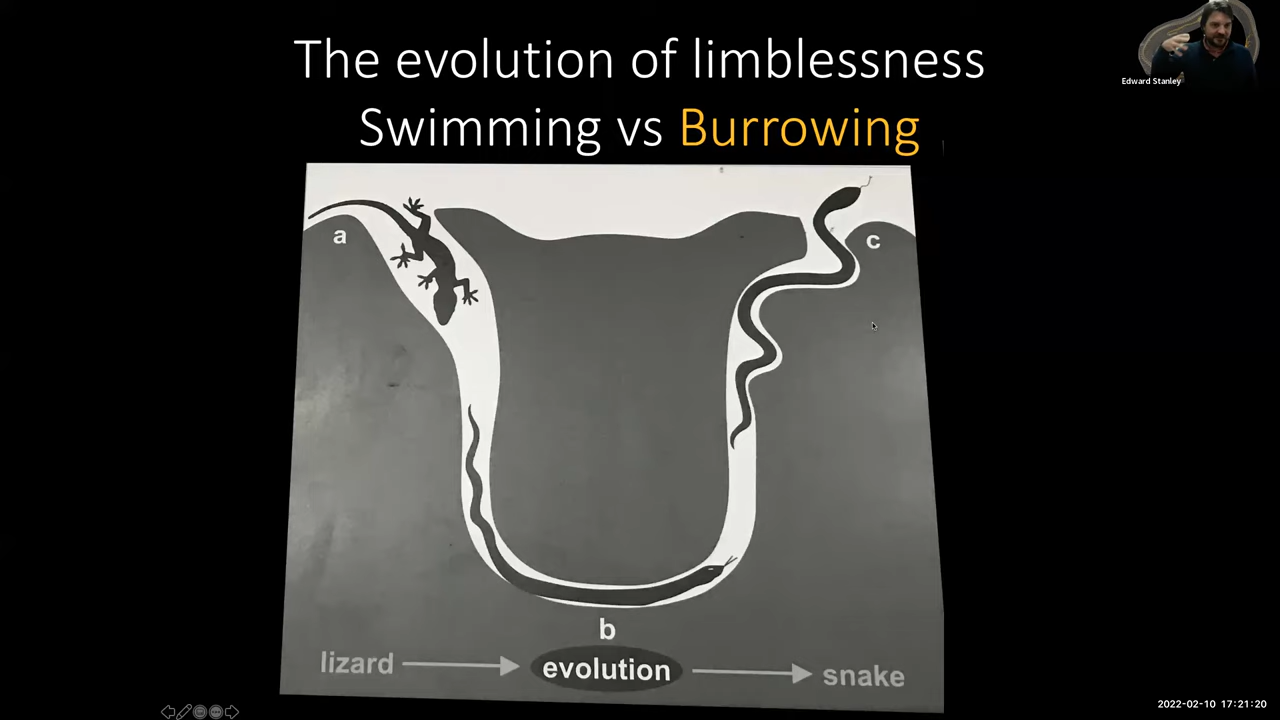 The evolution of limblessness
Swimming vs Burrowing
Edward Stanley
a
c
b
lizard
evolution
snake
2022-02-10 17:21:20